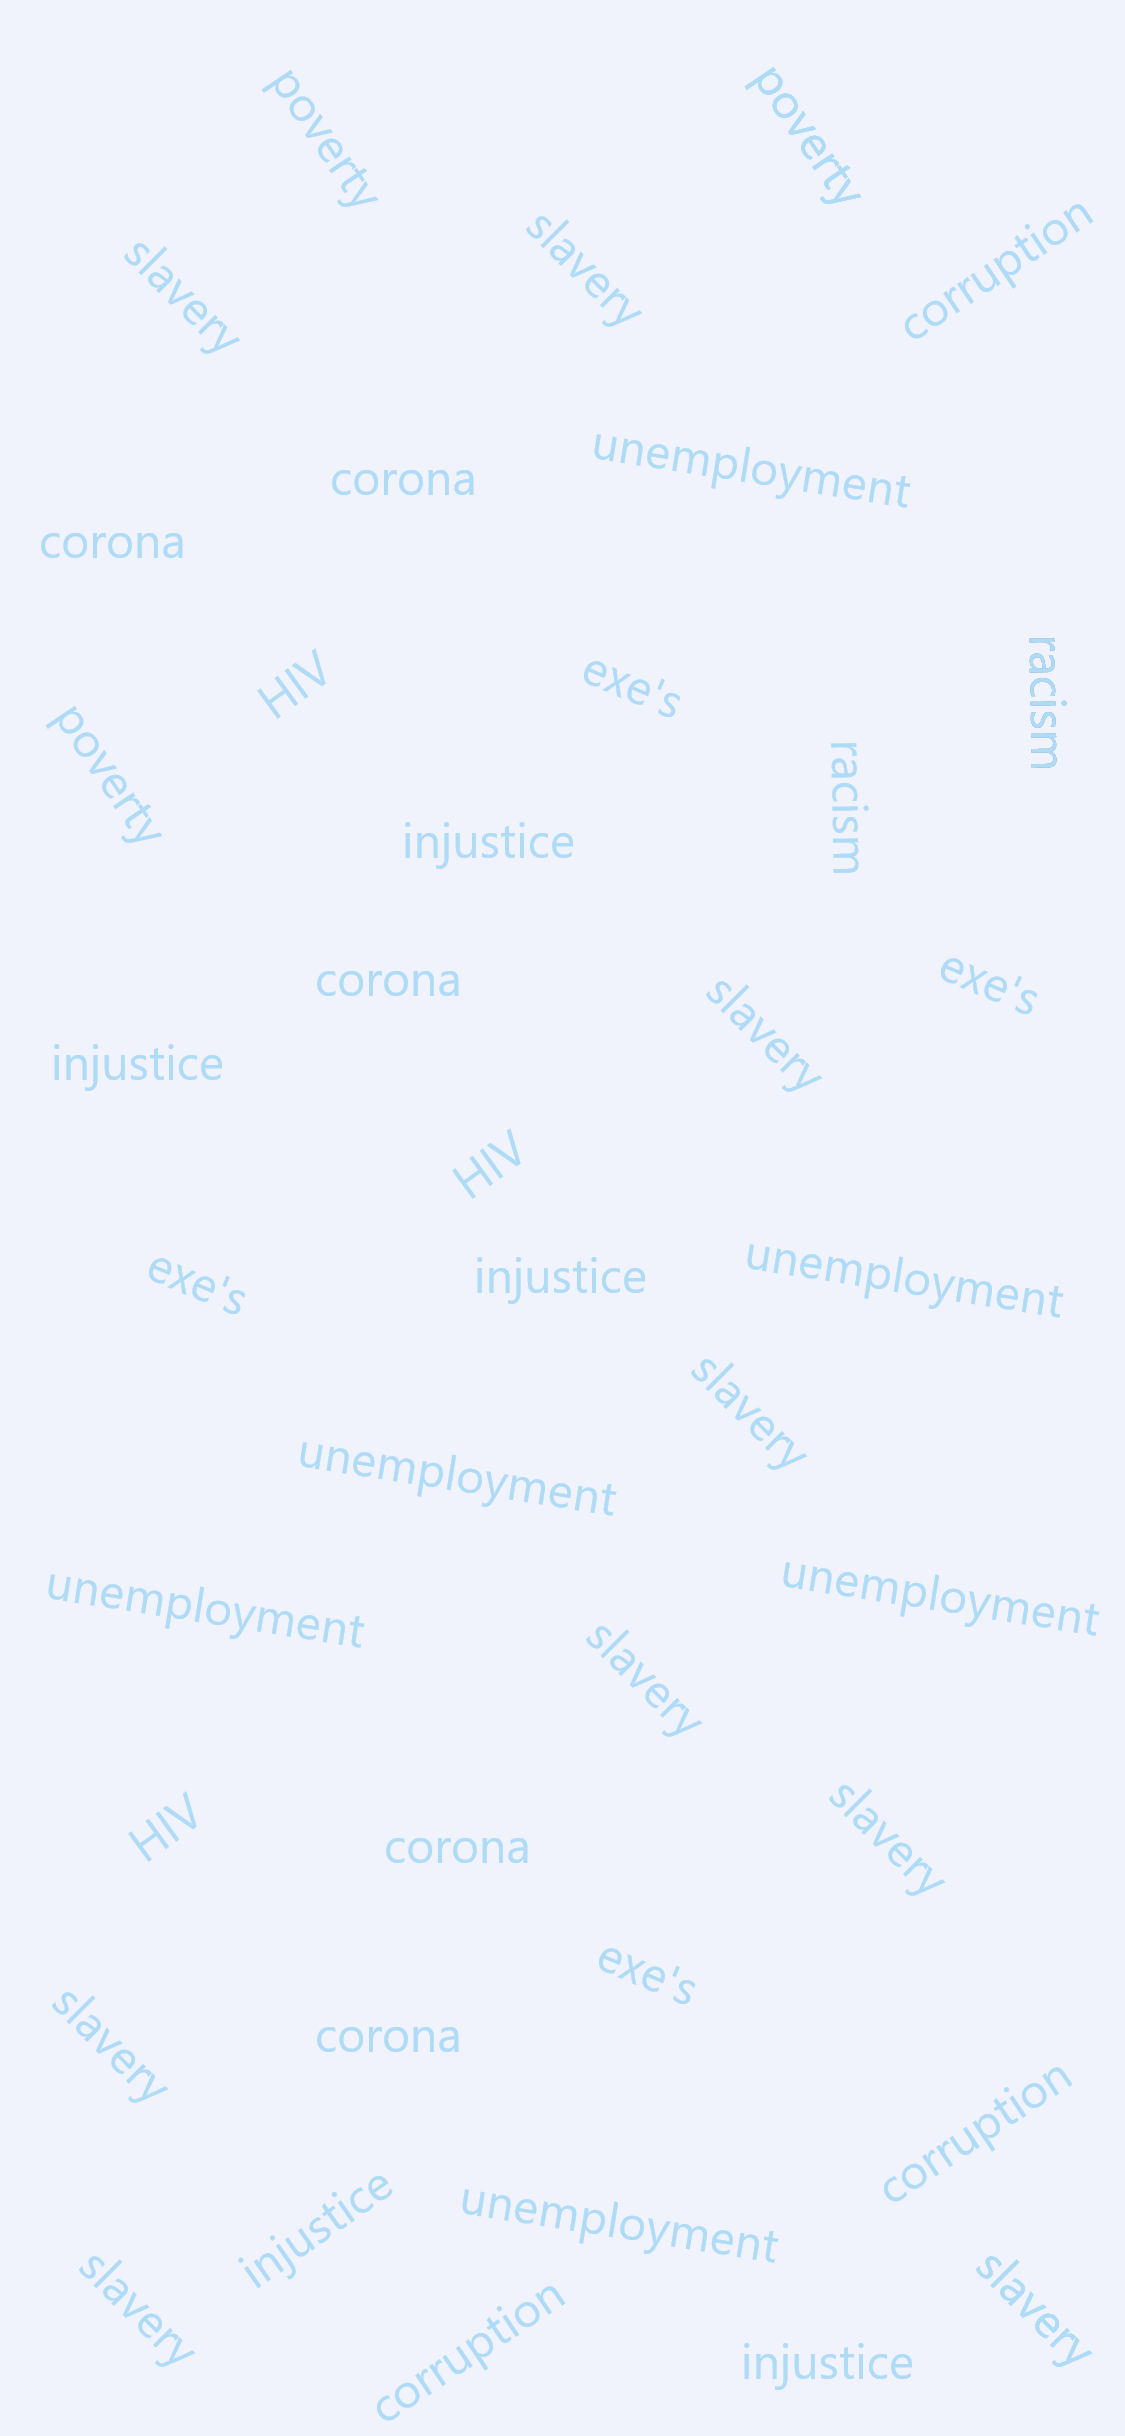 poverty
poverty
slavery
slavery
corruption
corona
unemployment
corona
HIV
exe's
racism
poverty
racism
injustice
corona
slavery
exe's
injustice
HIV
exe's
injustice
unemployment
slavery
unemployment
unemployment
unemployment
slavery
HIV
corona
slavery
exe's
slavery
corona
corruption
injustice
unemployment
slavery
slavery
corruption
injustice